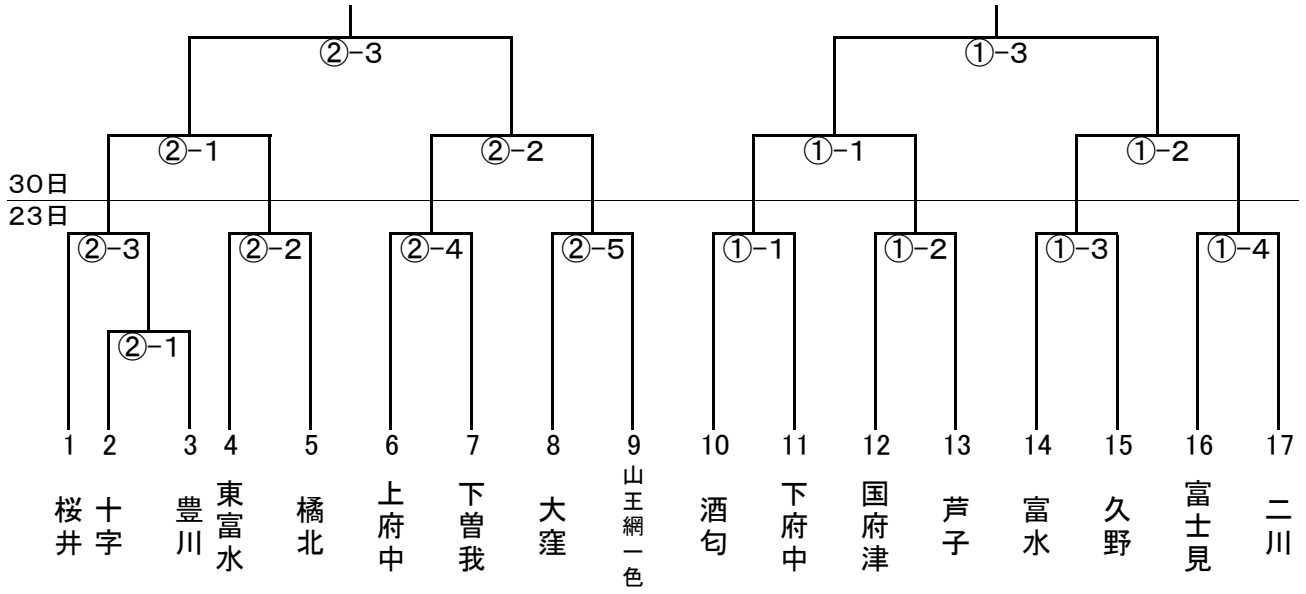 ②-3 ①-3
②-1 ②-2 ①-1 ①-2
30日
23日
②-3 ②-2 ②-4 ②-5 ①-1 ①-2 ①-3 ①-4
②-1
1 2 3 4 5 6 7 8 9 10 11 12 13 14 15 16 17
桜井
十字
豊川
東富水
橘北
上府中
下曽我
大窪
山王網一色
酒匂
下府中
国府津
芦子
富水
久野
富士見
二川